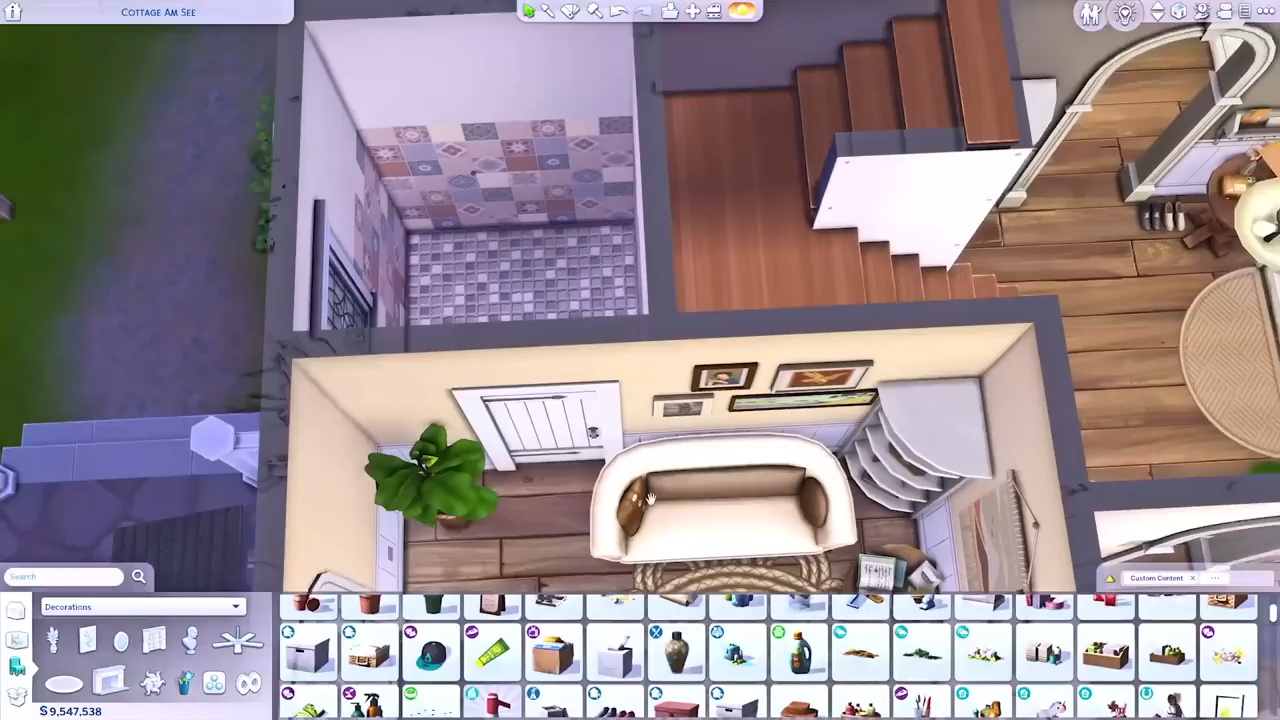 COTTAGE AM SEE
Custom Content
Search
Decorations
$9,547,538